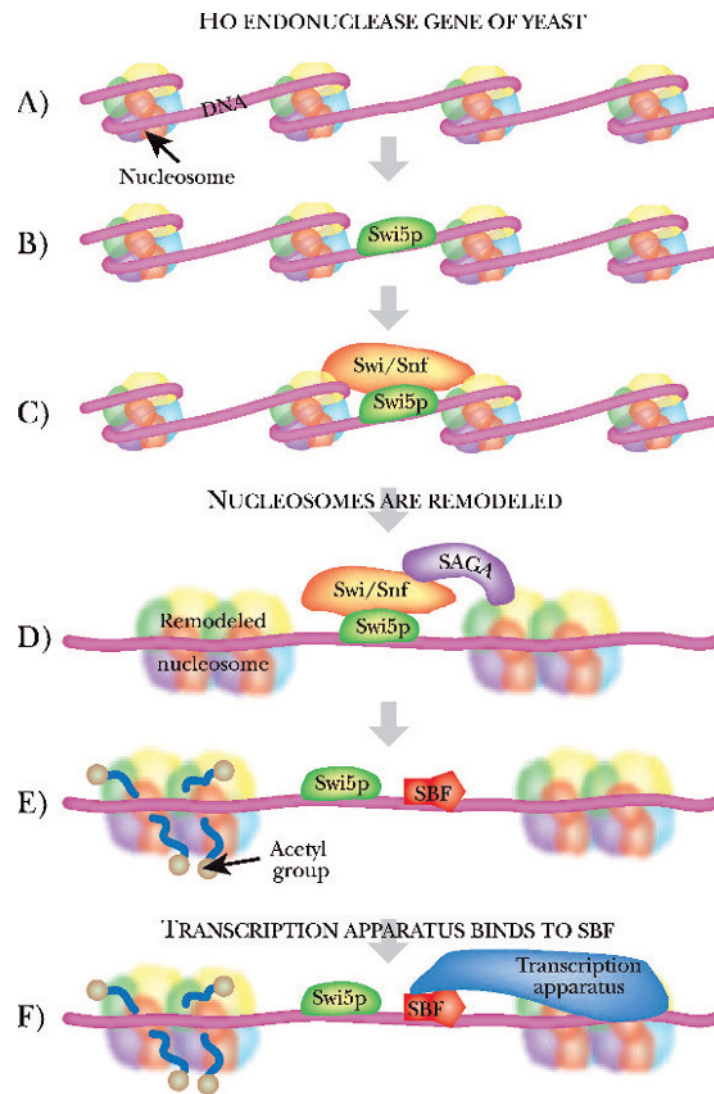 HO ENDONUCLEASE GENE OF YEAST
A)
DNA
Nucleosome
B)
Swi5p
C)
Swi/Snf
Swi5p
NUCLEOSOMES ARE REMODELED
D)
SAGA
Swi/Snf
Swi5p
Remodeled
nucleosome
E)
Swi5p
SBF
Acetyl
group
TRANSCRIPTION APPARATUS BINDS TO SBF
F)
Swi5p
SBF
Transcription
apparatus